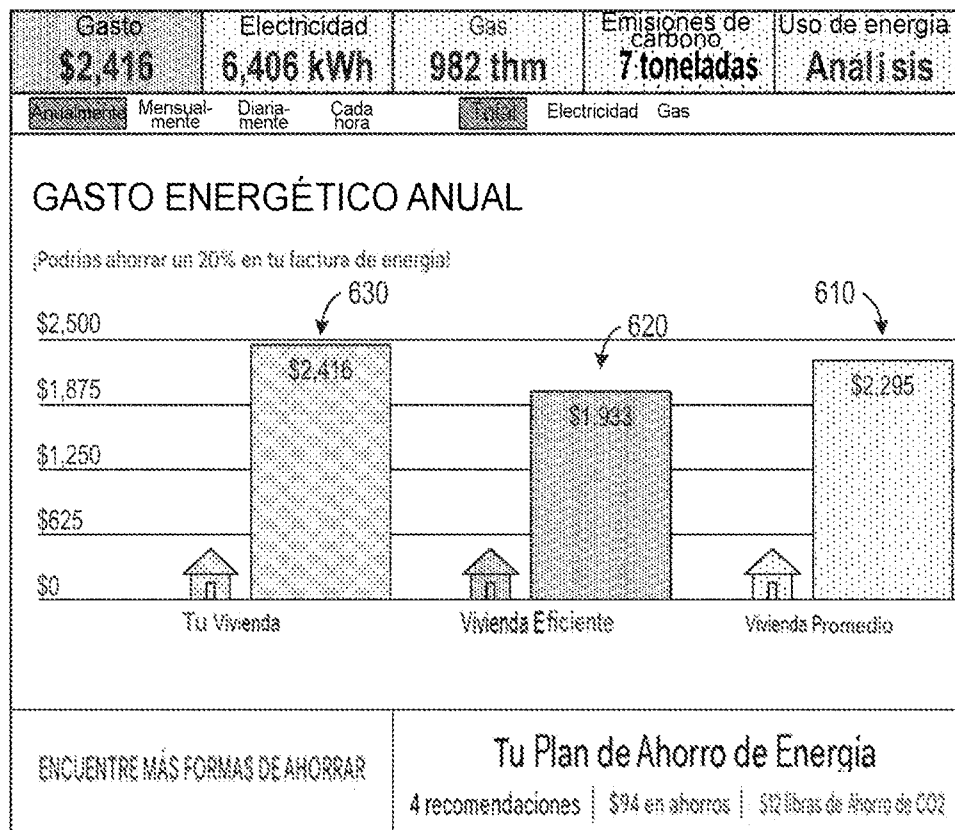 Gasto
$2,416
Electricidad
6,406 kWh
Gas
982 thm
Emisiones de
carbono
7 toneladas
Uso de energía
Análisis
Anualmente
Mensual-
mente
Diaria-
mente
Cada
hora
Total
Electricidad
Gas
GASTO ENERGÉTICO ANUAL
¡Podrías ahorrar un 20% en tu factura de energía!
630
620
610
$2,500
$2,416
$1,933
$2,295
$1,875
$1,250
$625
$0
Tu Vivienda
Vivienda Eficiente
Vivienda Promedio
ENCUENTRE MÁS FORMAS DE AHORRAR
Tu Plan de Ahorro de Energía
4 recomendaciones | $94 en ahorros | 512 libras de Ahorro de CO2